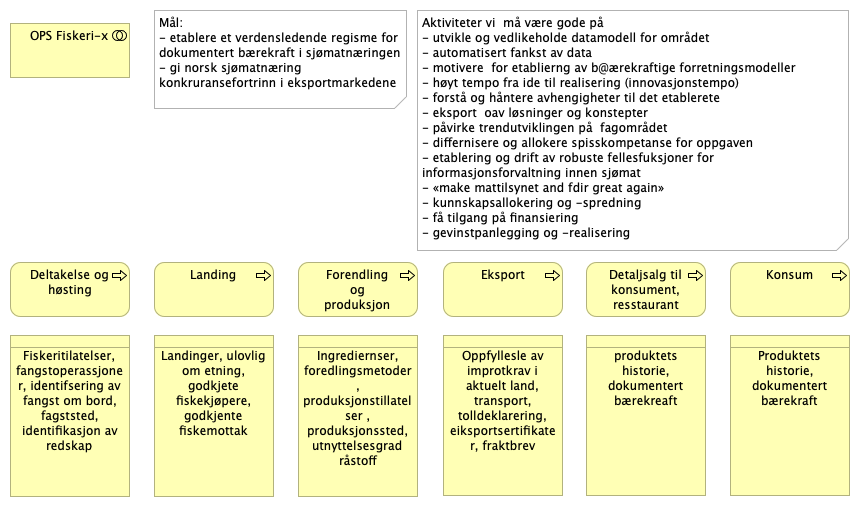 OPS Fiskeri-x
Mål:
- etablere et verdensledende regisme for
dokumentert bærekraft i sjømatnæringen
- gi norsk sjømatnæring
konkruransefortrinn i eksportmarkedene
Aktiviteter vi  må være gode på
- utvikle og vedlikeholde datamodell for området
- automatisert fankst av data
- motivere  for etablierng av b@ærekraftige forretningsmodeller
- høyt tempo fra ide til realisering (innovasjonstempo)
- forstå og håntere avhengigheter til det etablerete
- eksport  oav løsninger og konstepter
- påvirke trendutviklingen på  fagområdet
- differnisere og allokere spisskompetanse for oppgaven
- etablering og drift av robuste fellesfuksjoner for
informasjonsforvaltning innen sjømat
- «make mattilsynet and fdir great again»
- kunnskapsallokering og -spredning
- få tilgang på finansiering
- gevinstpanlegging og -realisering
Deltakelse og
høsting
Landing
Forendling
og
produksjon
Eksport
Detaljsalg til
konsument,
resstaurant
Konsum
Fiskeritilatelser,
fangstoperassjone
r, identifsering av
fangst om bord,
fagststed,
identifikasjon av
redskap
Landinger, ulovlig
om etning,
godkjete
fiskekjøpere,
godkjente
fiskemottak
Ingrediernser,
foredlingsmetoder
,
produksjonstillatel
ser ,
produksjonssted,
utnyttelsesgrad
råstoff
Oppfyllesle av
improtkrav i
aktuelt land,
transport,
tolldeklarering,
eiksportsertifikate
r, fraktbrev
produktets
historie,
dokumentert
bærekreaft
Produktets
historie,
dokumentert
bærekraft